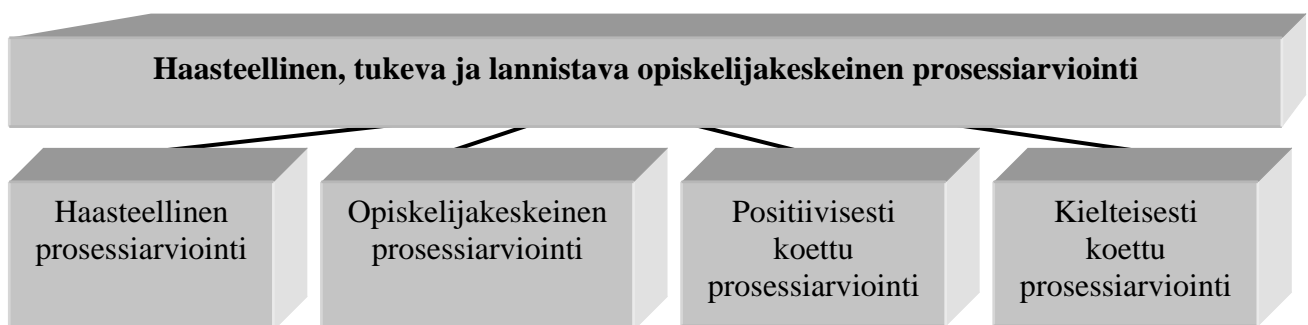 Haasteellinen, tukeva ja lannistava opiskelijakeskeinen prosessiarviointi
Haasteellinen
prosessiarviointi
Opiskelijakeskeinen
prosessiarviointi
Positiivisesti
koettu
prosessiarviointi
Kielteisesti
koettu
prosessiarviointi